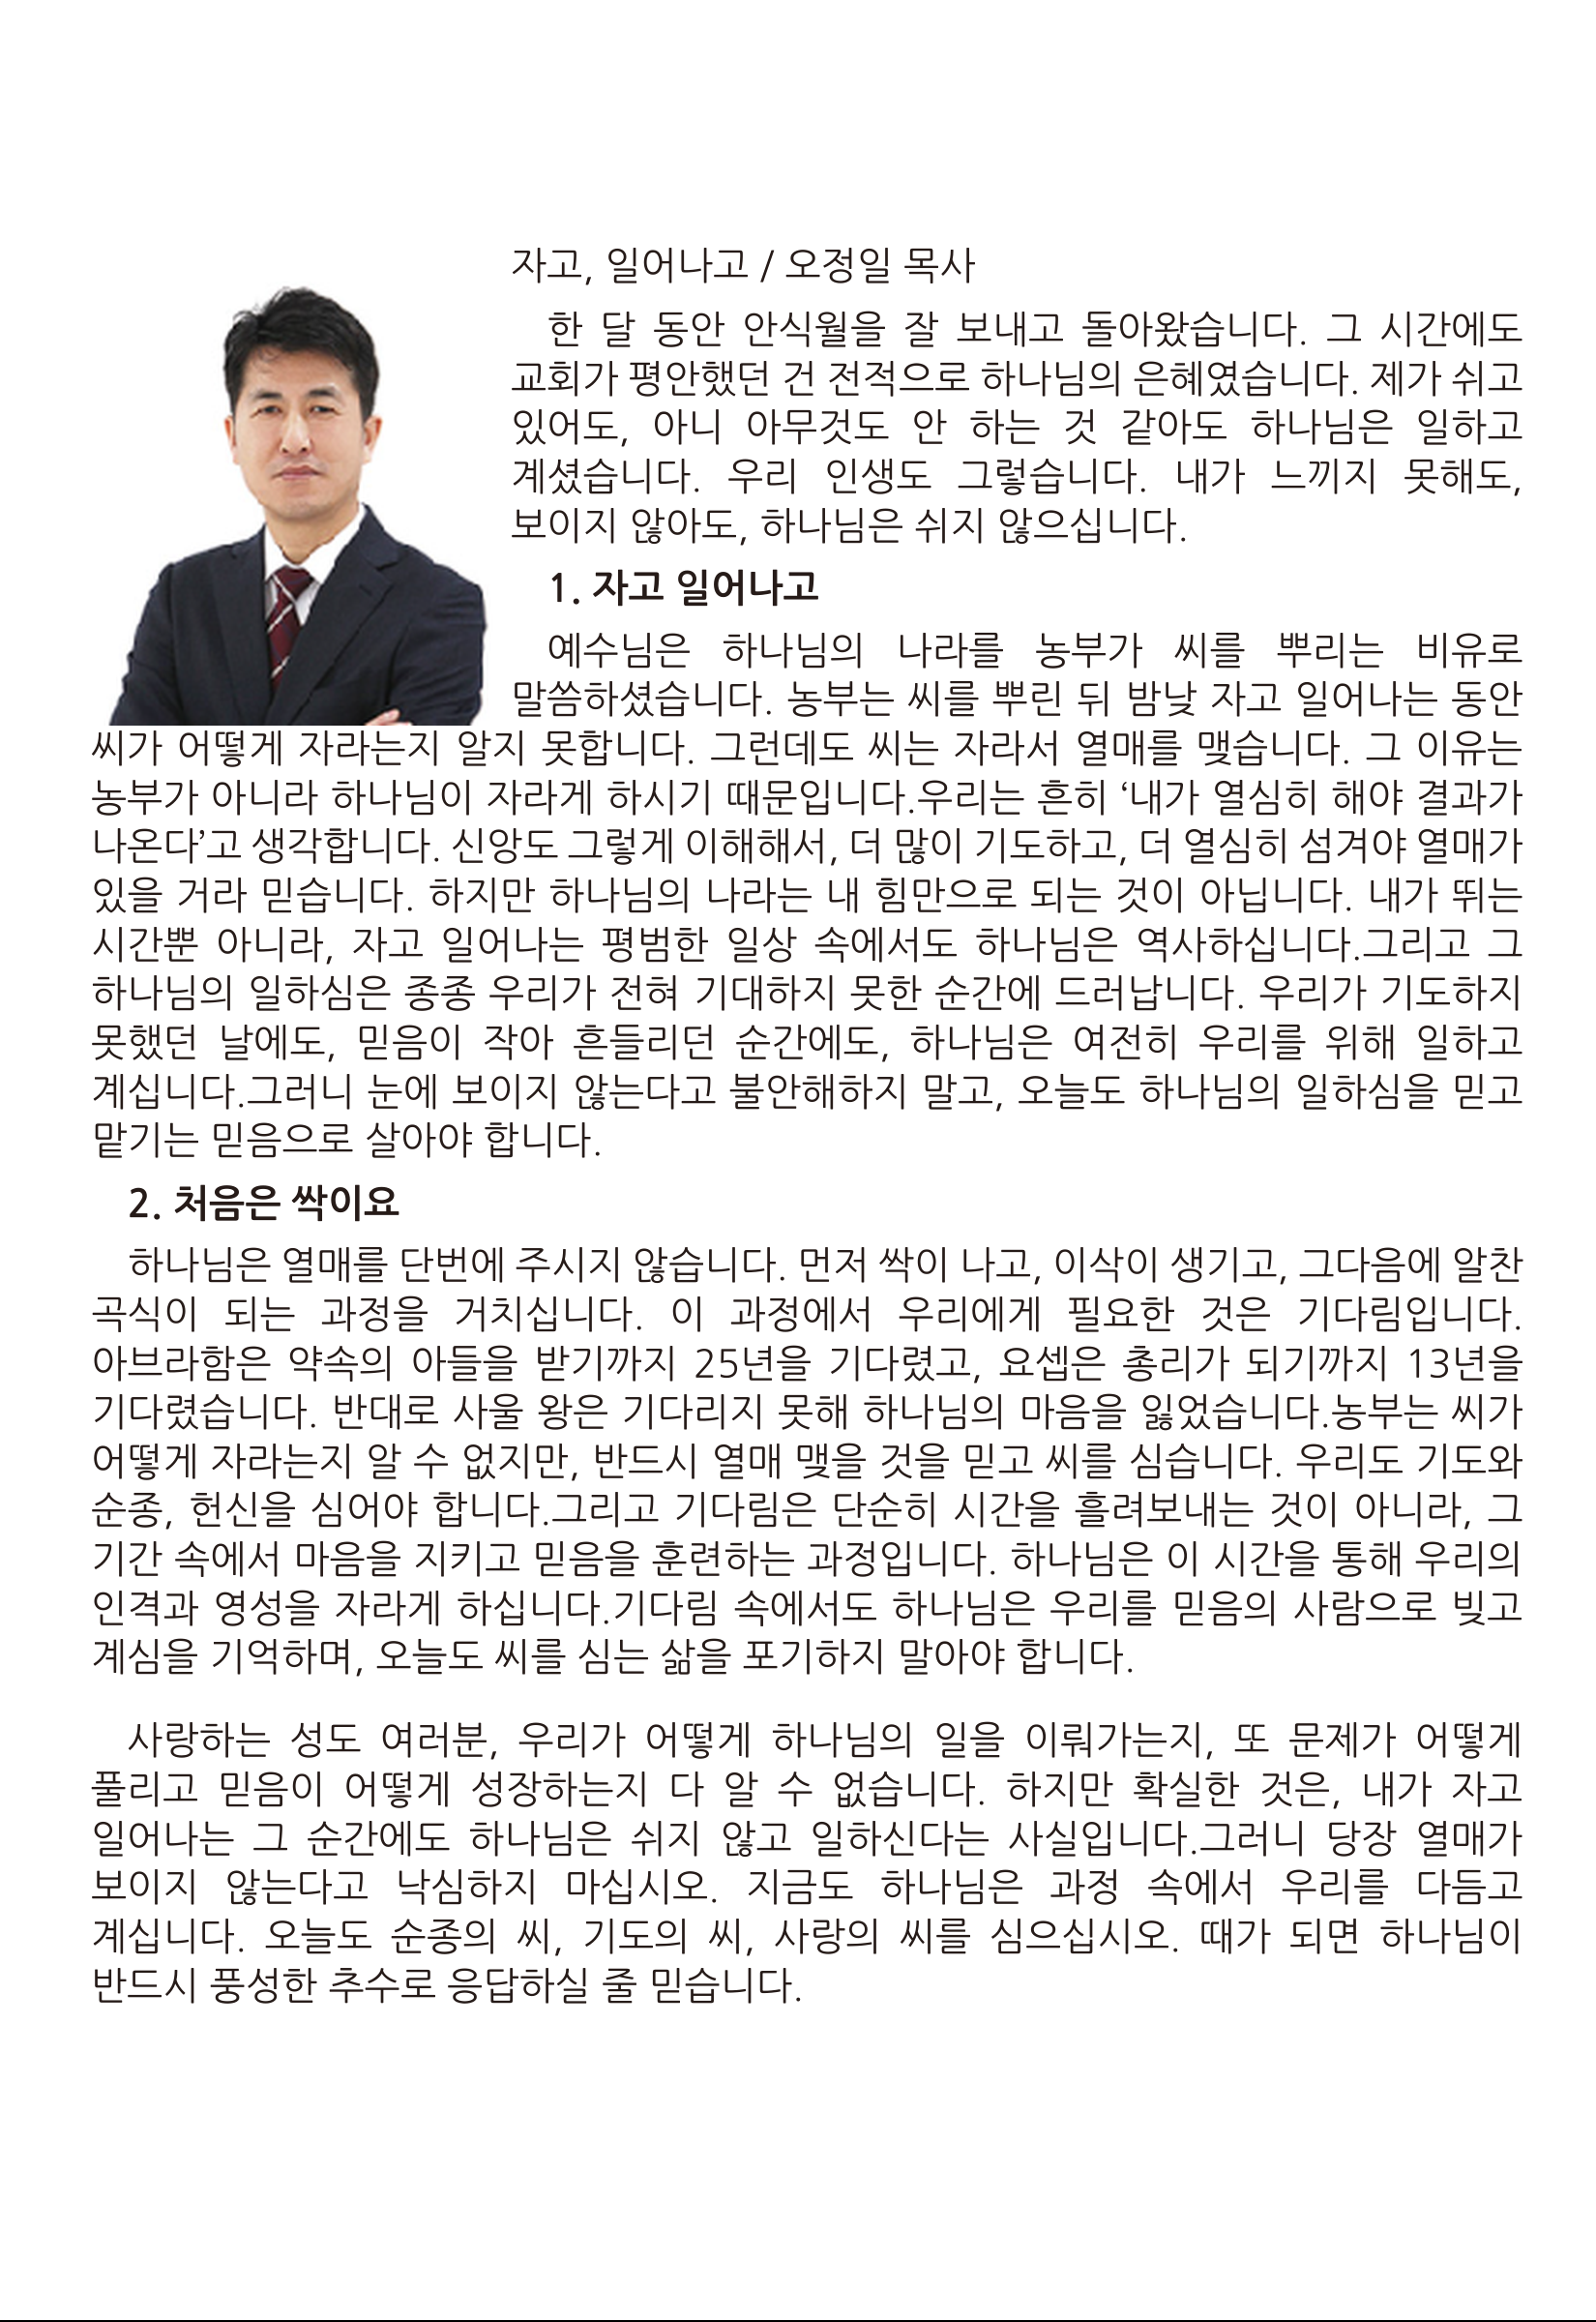 자고, 일어나고 / 오정일 목사
한 달 동안 안식월을 잘 보내고 돌아왔습니다. 그 시간에도
교회가 평안했던 건 전적으로 하나님의 은혜였습니다. 제가 쉬고
있어도, 아니 아무것도 안 하는 것 같아도 하나님은 일하고
계셨습니다. 우리 인생도 그렇습니다. 내가 느끼지 못해도,
보이지 않아도, 하나님은 쉬지 않으십니다.
1. 자고 일어나고
예수님은 하나님의 나라를 농부가 씨를 뿌리는 비유로
말씀하셨습니다. 농부는 씨를 뿌린 뒤 밤낮 자고 일어나는 동안
씨가 어떻게 자라는지 알지 못합니다. 그런데도 씨는 자라서 열매를 맺습니다. 그 이유는
농부가 아니라 하나님이 자라게 하시기 때문입니다.우리는 흔히 ‘내가 열심히 해야 결과가
나온다’고 생각합니다. 신앙도 그렇게 이해해서, 더 많이 기도하고, 더 열심히 섬겨야 열매가
있을 거라 믿습니다. 하지만 하나님의 나라는 내 힘만으로 되는 것이 아닙니다. 내가 뛰는
시간뿐 아니라, 자고 일어나는 평범한 일상 속에서도 하나님은 역사하십니다.그리고 그
하나님의 일하심은 종종 우리가 전혀 기대하지 못한 순간에 드러납니다. 우리가 기도하지
못했던 날에도, 믿음이 작아 흔들리던 순간에도, 하나님은 여전히 우리를 위해 일하고
계십니다.그러니 눈에 보이지 않는다고 불안해하지 말고, 오늘도 하나님의 일하심을 믿고
맡기는 믿음으로 살아야 합니다.
2. 처음은 싹이요
하나님은 열매를 단번에 주시지 않습니다. 먼저 싹이 나고, 이삭이 생기고, 그다음에 알찬
곡식이 되는 과정을 거치십니다. 이 과정에서 우리에게 필요한 것은 기다림입니다.
아브라함은 약속의 아들을 받기까지 25년을 기다렸고, 요셉은 총리가 되기까지 13년을
기다렸습니다. 반대로 사울 왕은 기다리지 못해 하나님의 마음을 잃었습니다.농부는 씨가
어떻게 자라는지 알 수 없지만, 반드시 열매 맺을 것을 믿고 씨를 심습니다. 우리도 기도와
순종, 헌신을 심어야 합니다.그리고 기다림은 단순히 시간을 흘려보내는 것이 아니라, 그
기간 속에서 마음을 지키고 믿음을 훈련하는 과정입니다. 하나님은 이 시간을 통해 우리의
인격과 영성을 자라게 하십니다.기다림 속에서도 하나님은 우리를 믿음의 사람으로 빚고
계심을 기억하며, 오늘도 씨를 심는 삶을 포기하지 말아야 합니다.
사랑하는 성도 여러분, 우리가 어떻게 하나님의 일을 이뤄가는지, 또 문제가 어떻게
풀리고 믿음이 어떻게 성장하는지 다 알 수 없습니다. 하지만 확실한 것은, 내가 자고
일어나는 그 순간에도 하나님은 쉬지 않고 일하신다는 사실입니다.그러니 당장 열매가
보이지 않는다고 낙심하지 마십시오. 지금도 하나님은 과정 속에서 우리를 다듬고
계십니다. 오늘도 순종의 씨, 기도의 씨, 사랑의 씨를 심으십시오. 때가 되면 하나님이
반드시 풍성한 추수로 응답하실 줄 믿습니다.